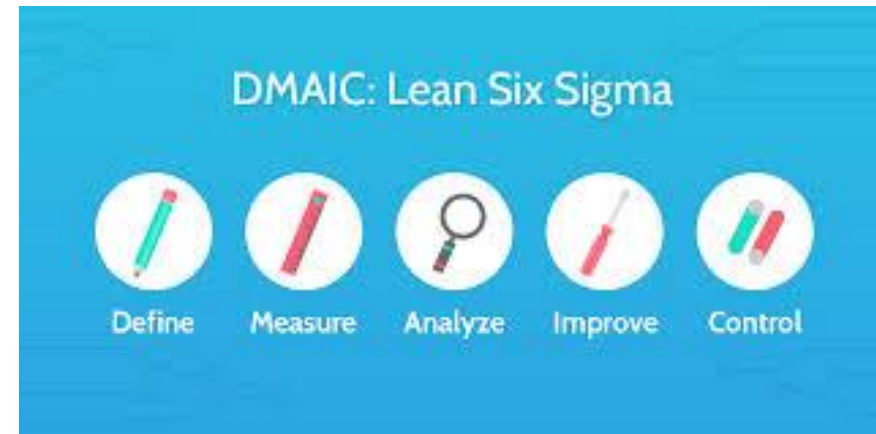 DMAIC: Lean Six Sigma
Define Measure Analyze Improve Control